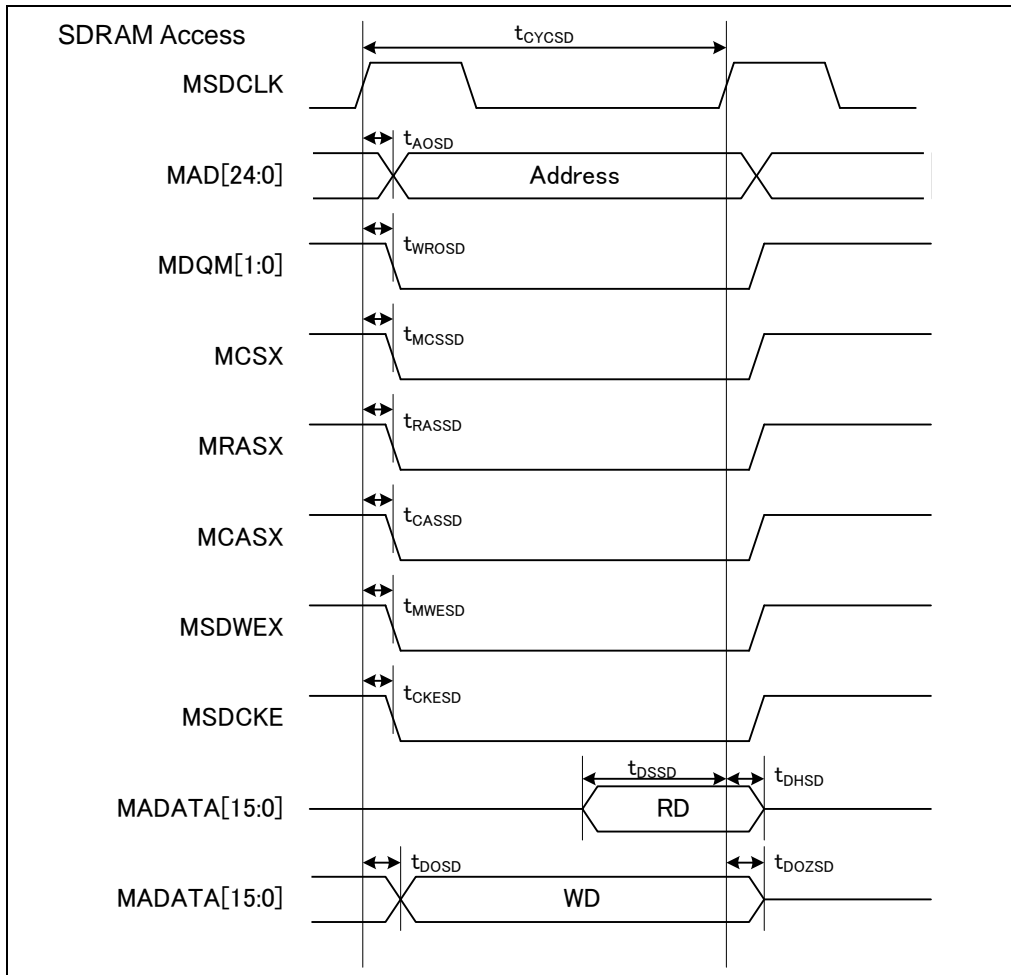 SDRAM Access
tCYCSD
MSDCLK
tAOSD
MAD[24:0]
Address
tWROSD
MDQM[1:0]
tMCSSD
MCSX
tRASSD
MRASX
tCASSD
MCASX
tMWESD
MSDWEX
tCKESD
MSDCKE
tDSSD
tDHSD
MADATA[15:0]
RD
tDOSD
tDOZSD
MADATA[15:0]
WD